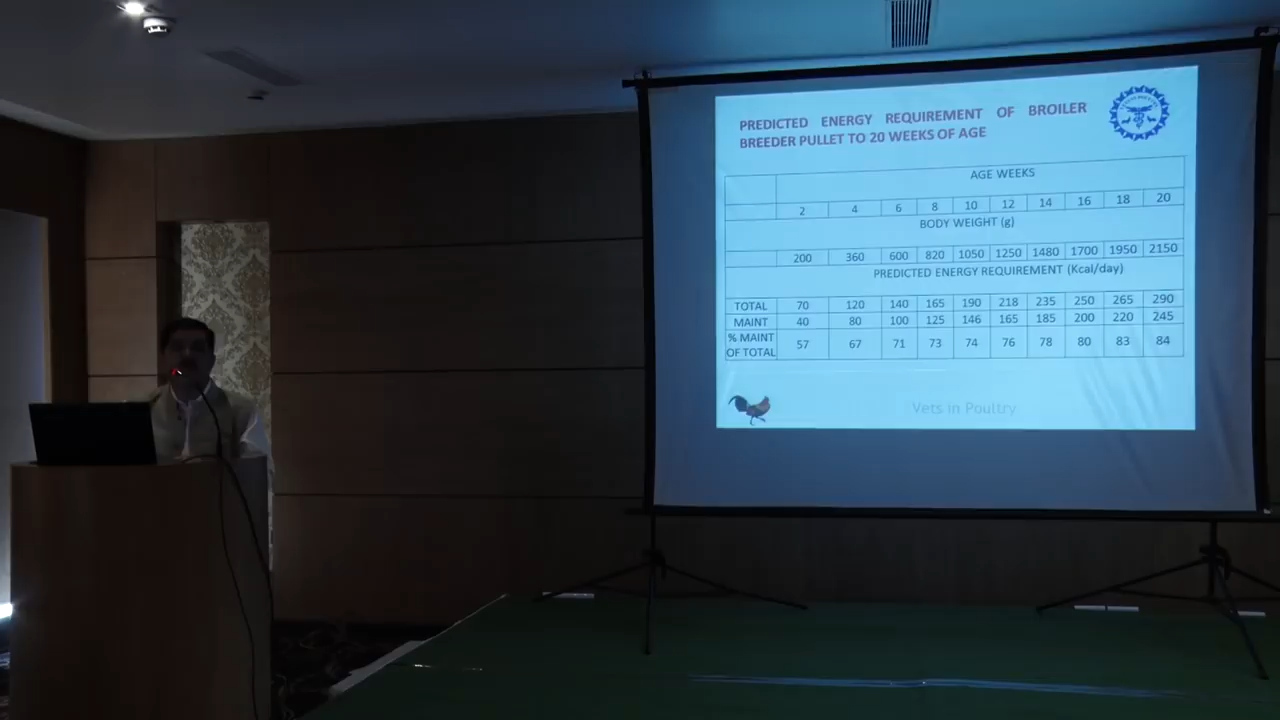 PREDICTED ENERGY REQUIREMENT OF BROILER
BREEDER PULLET TO 20 WEEKS OF AGE
AGE WEEKS
2 4 6 8 10 12 14 16 18 20
BODY WEIGHT (g)
200 360 600 820 1050 1250 1480 1700 1950 2150
PREDICTED ENERGY REQUIREMENT (Kcal/day)
TOTAL 70 120 140 165 190 218 235 250 265 290
MAINT 40 80 100 125 146 165 185 200 220 245
% MAINT
OF TOTAL 57 67 71 73 74 76 78 80 83 84
Vets in Poultry